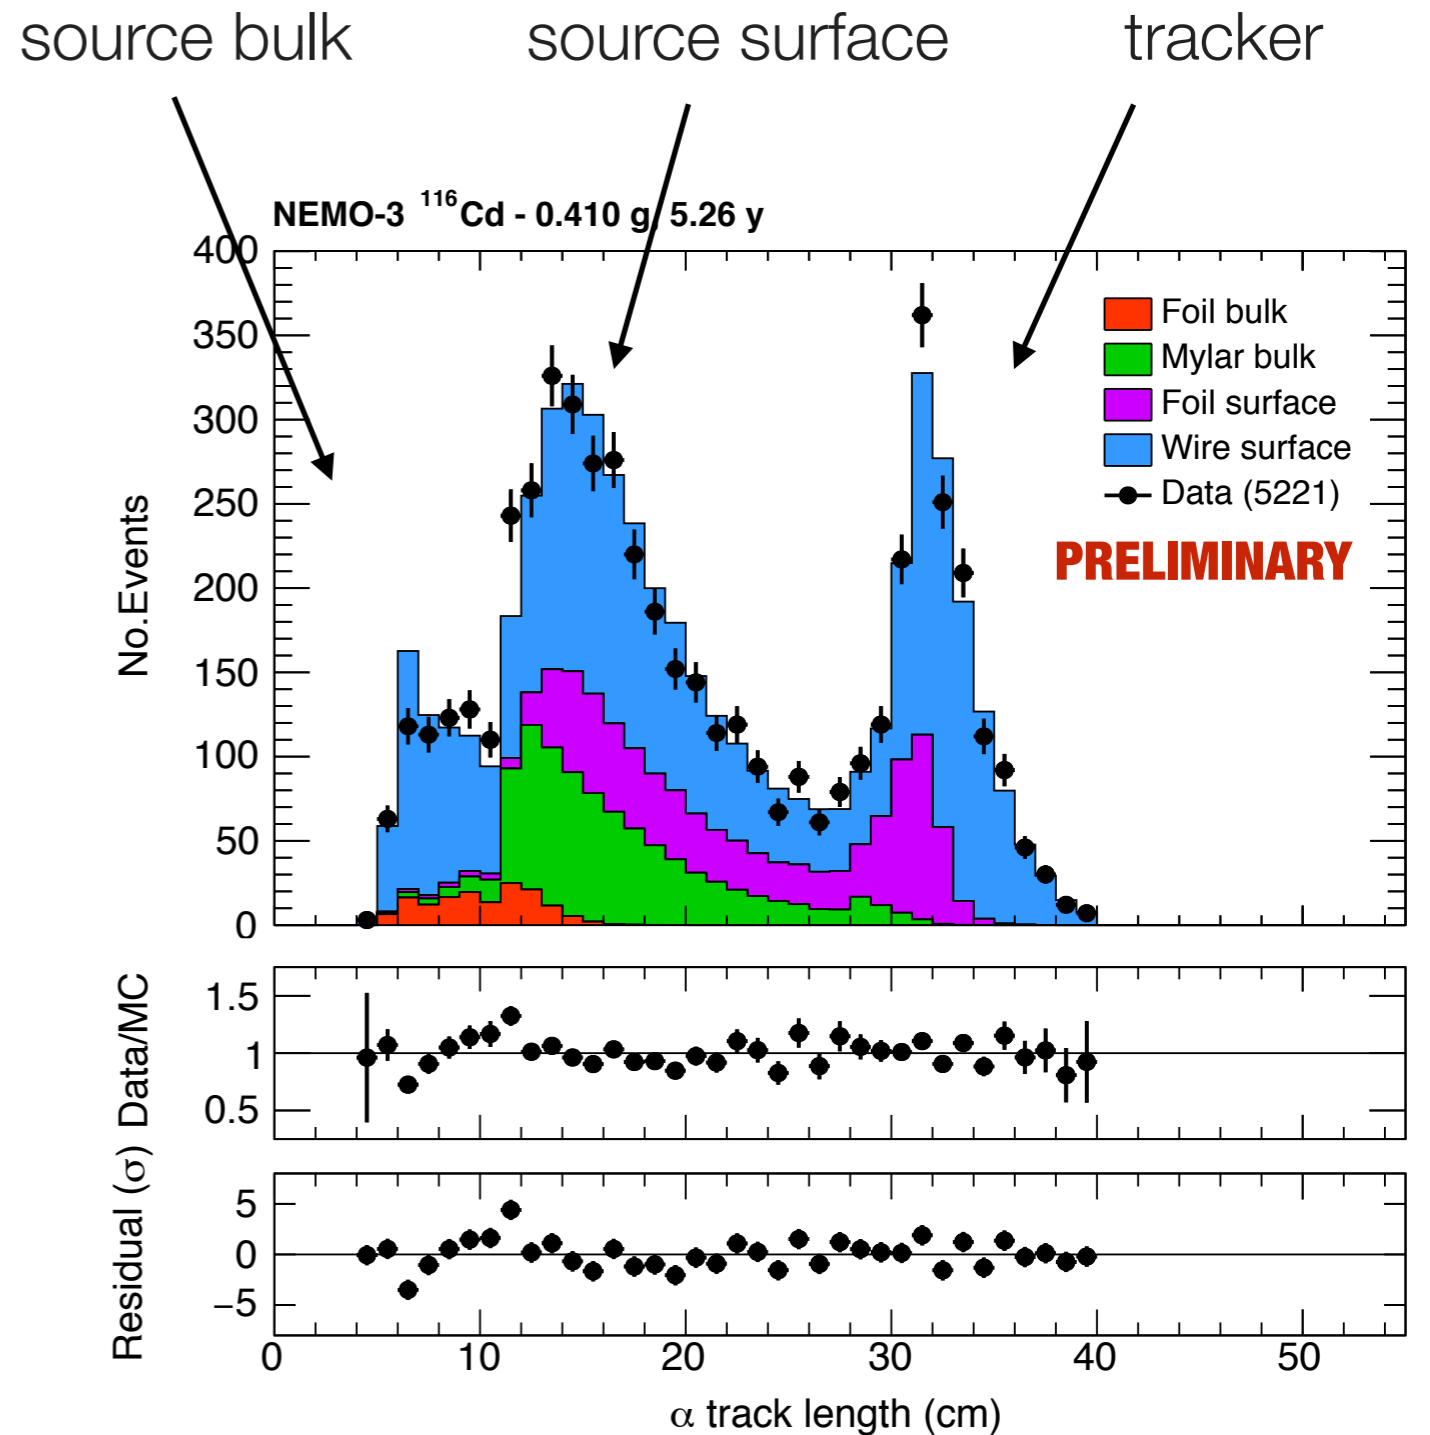 source bulk source surface tracker
NEMO-3 ¹¹⁶Cd - 0.410 g, 5.26 y
400
350
300
250
200
150
100
50
0
No.Events
Foil bulk
Mylar bulk
Foil surface
Wire surface
Data (5221)
PRELIMINARY
1.5
1
0.5
Data/MC
5
0
−5
Residual (σ)
0 10 20 30 40 50
α track length (cm)